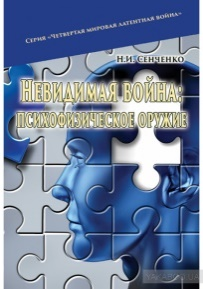 Серия «Четвертая мировая латентная война»
Н.И. Сенченко
Невидимая война:
психофизическое оружие